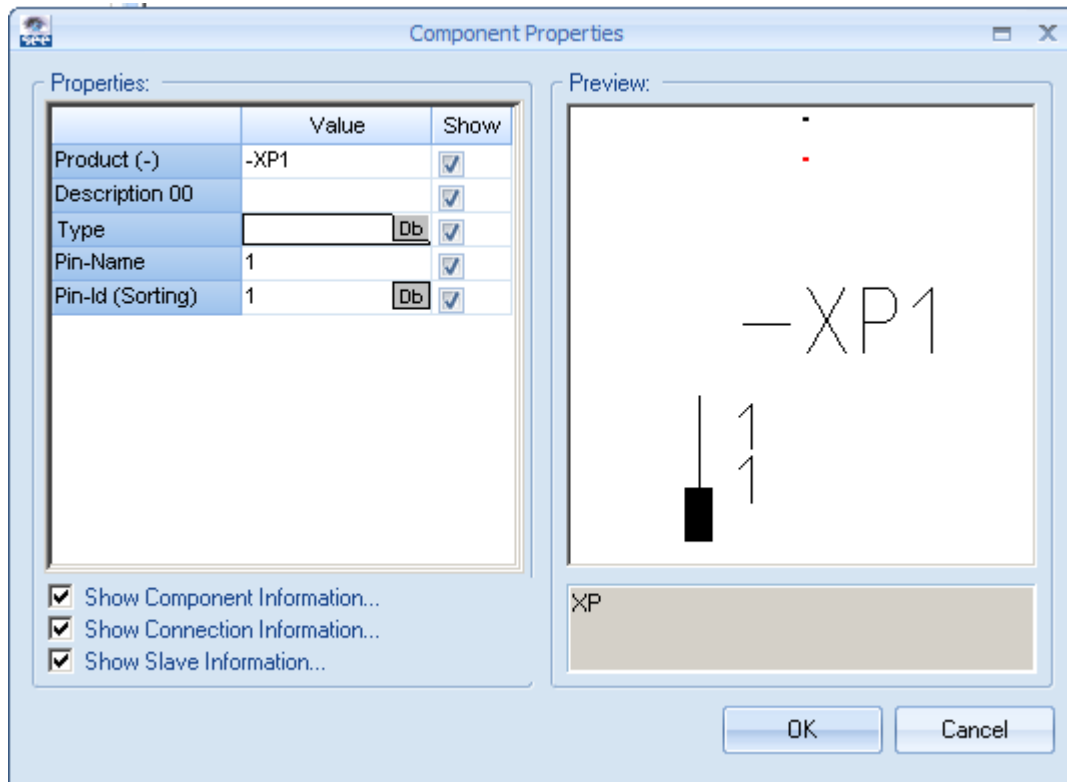 see
Component Properties
Properties:
Value Show
Product (-) -XP1
Description 00
Type Db
Pin-Name 1
Pin-Id (Sorting) 1 Db
Show Component Information...
Show Connection Information...
Show Slave Information...
Preview:
-XP1
1
1
XP
OK Cancel